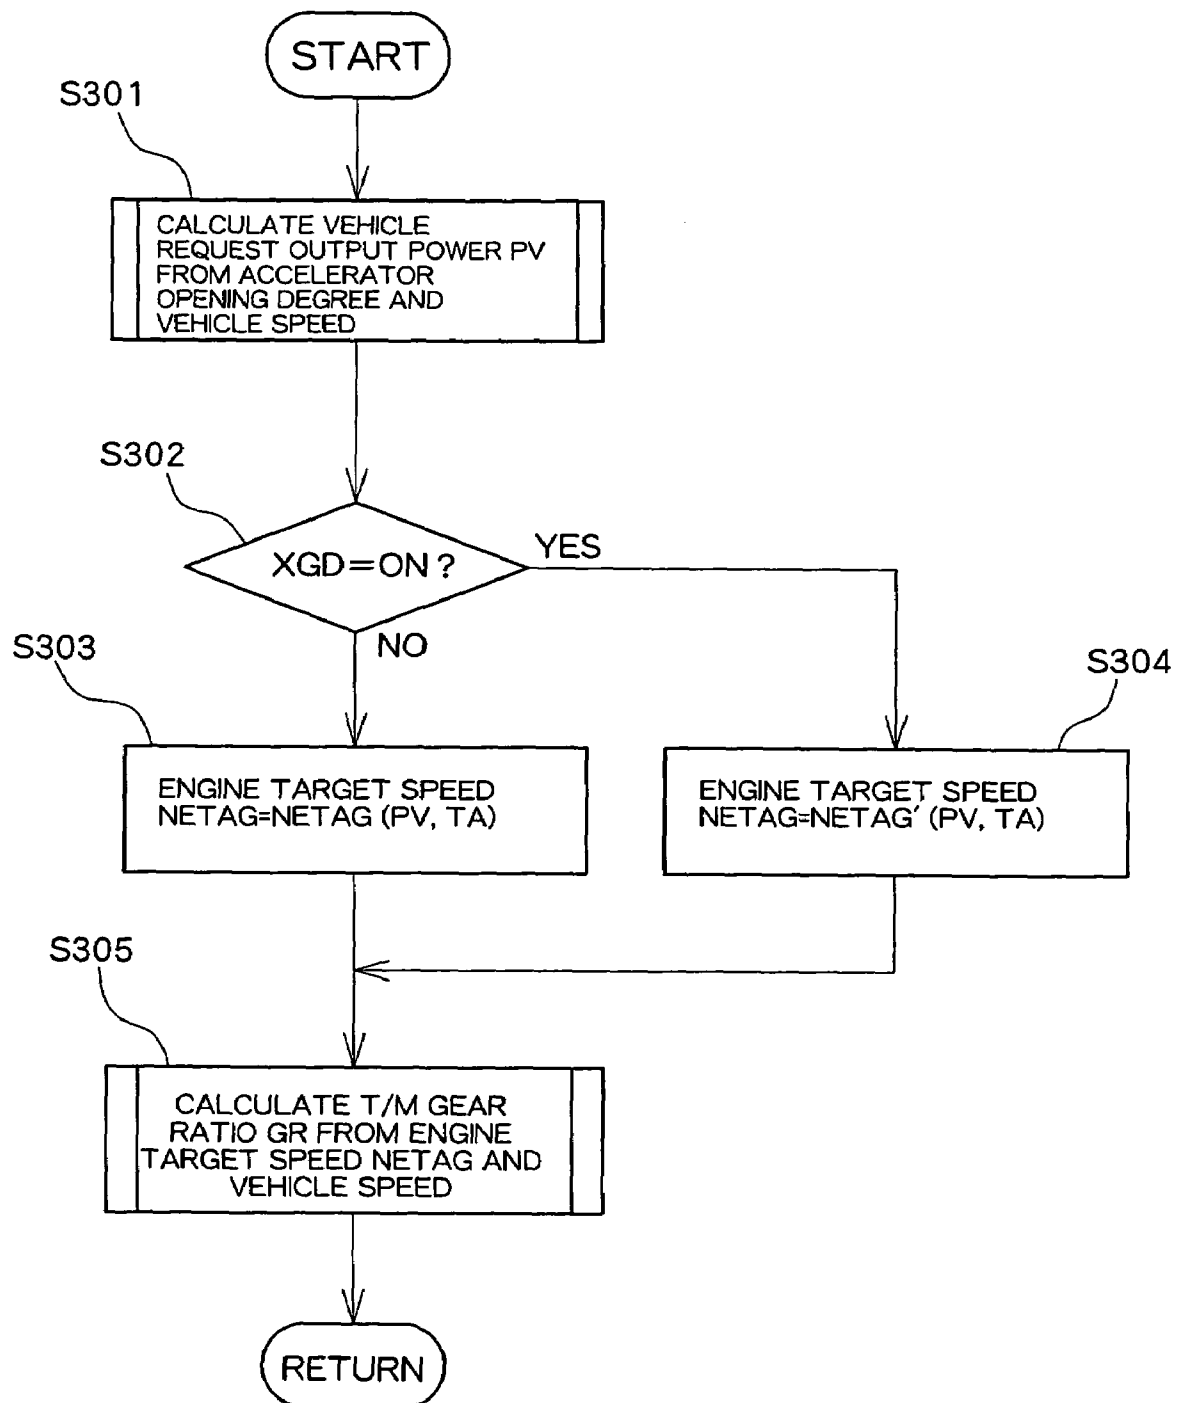 START
S301
CALCULATE VEHICLE
REQUEST OUTPUT POWER PV
FROM ACCELERATOR
OPENING DEGREE AND
VEHICLE SPEED
S302
XGD=ON?
YES
NO
S303
ENGINE TARGET SPEED
NETAG=NETAG (PV, TA)
S304
ENGINE TARGET SPEED
NETAG=NETAG′ (PV, TA)
S305
CALCULATE T/M GEAR
RATIO GR FROM ENGINE
TARGET SPEED NETAG AND
VEHICLE SPEED
RETURN